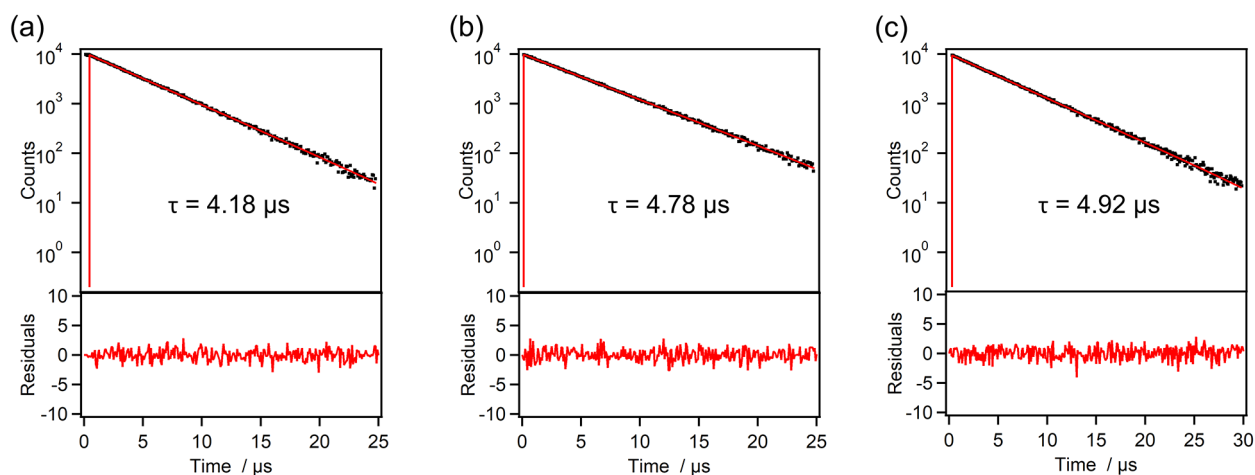 (a)
10⁴
10³
10²
10¹
10⁰
Counts
τ = 4.18 µs
10
5
0
-5
-10
Residuals
0 5 10 15 20 25
Time / µs
(b)
10⁴
10³
10²
10¹
10⁰
Counts
τ = 4.78 µs
10
5
0
-5
-10
Residuals
0 5 10 15 20 25
Time / µs
(c)
10⁴
10³
10²
10¹
10⁰
Counts
τ = 4.92 µs
10
5
0
-5
-10
Residuals
0 5 10 15 20 25 30
Time / µs